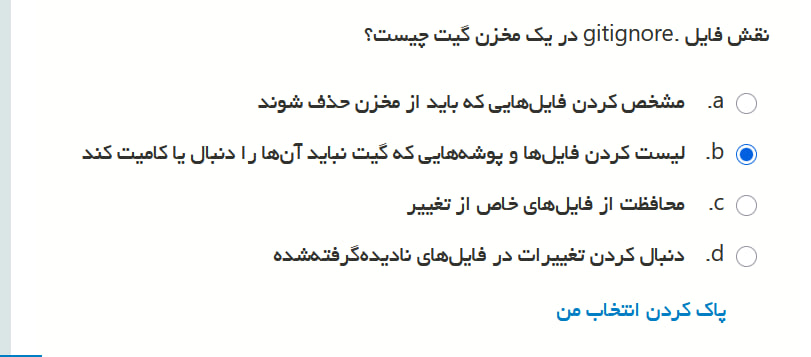 نقش فایل .gitignore در یک مخزن گیت چیست؟
a. مشخص کردن فایل‌هایی که باید از مخزن حذف شوند
b. لیست کردن فایل‌ها و پوشه‌هایی که گیت نباید آن‌ها را دنبال یا کامیت کند
c. محافظت از فایل‌های خاص از تغییر
d. دنبال کردن تغییرات در فایل‌های نادیده‌گرفته‌شده
پاک کردن انتخاب من